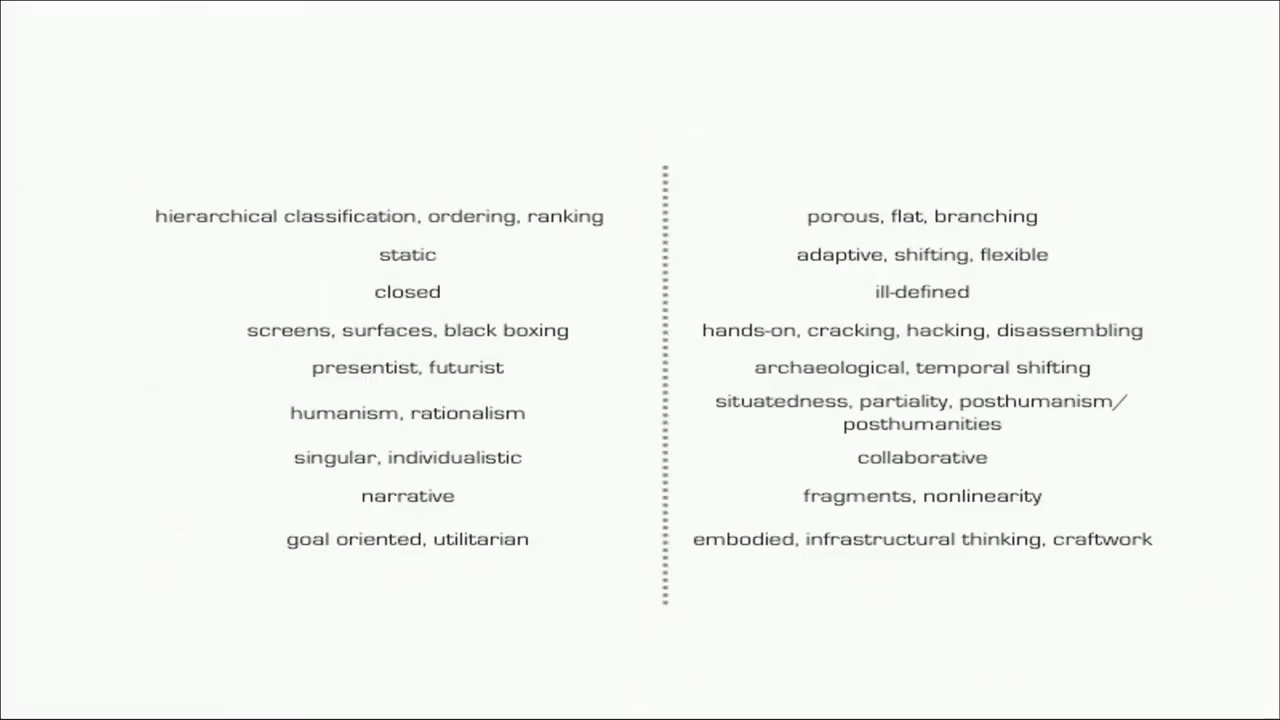 hierarchical classification, ordering, ranking
porous, flat, branching
static
adaptive, shifting, flexible
closed
ill-defined
screens, surfaces, black boxing
hands-on, cracking, hacking, disassembling
presentist, futurist
archaeological, temporal shifting
humanism, rationalism
situatedness, partiality, posthumanism/
posthumanities
singular, individualistic
collaborative
narrative
fragments, nonlinearity
goal oriented, utilitarian
embodied, infrastructural thinking, craftwork